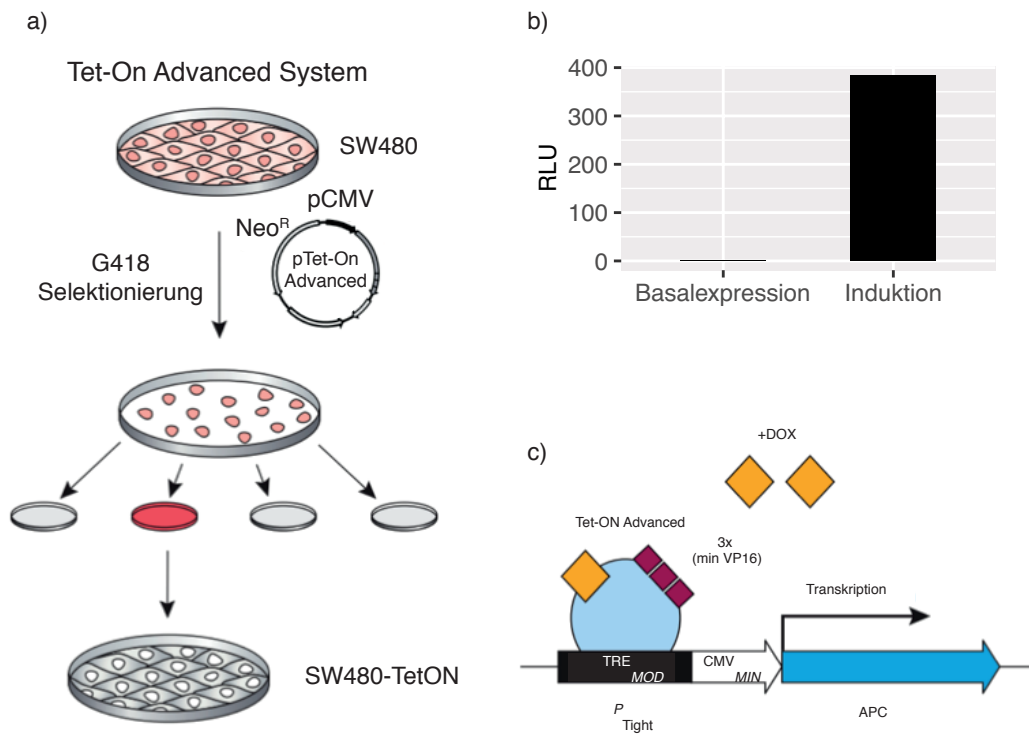 a)
Tet-On Advanced System
SW480
pCMV
Neo^R
pTet-On
Advanced
G418
Selektionierung
SW480-TetON
b)
400
300
200
100
0
RLU
Basalexpression
Induktion
c)
+DOX
Tet-ON Advanced
3x
(min VP16)
Transkription
TRE
MOD
CMV
MIN
P
Tight
APC